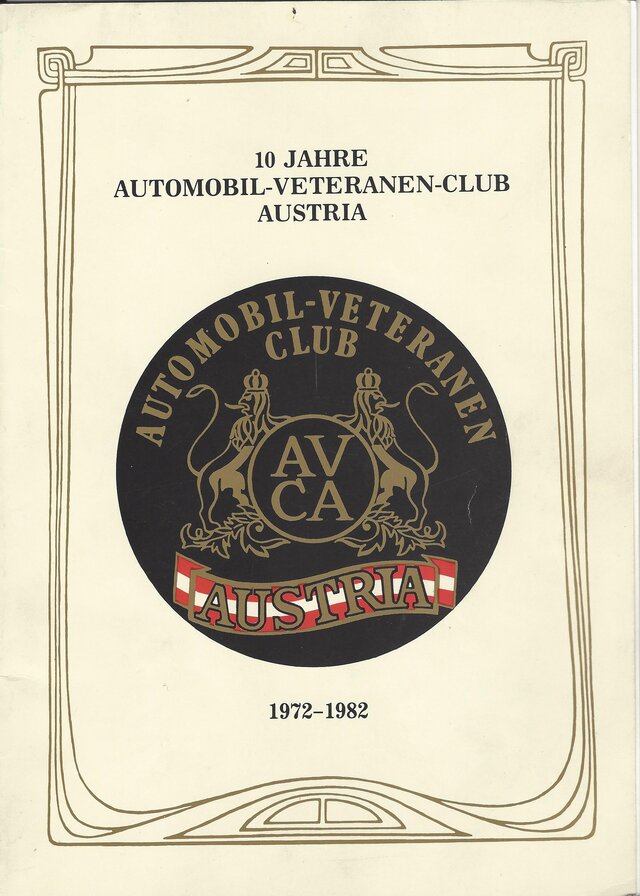 10 JAHRE
AUTOMOBIL-VETERANEN-CLUB
AUSTRIA
AUTOMOBIL-VETERANEN
CLUB
AV
CA
AUSTRIA
1972–1982